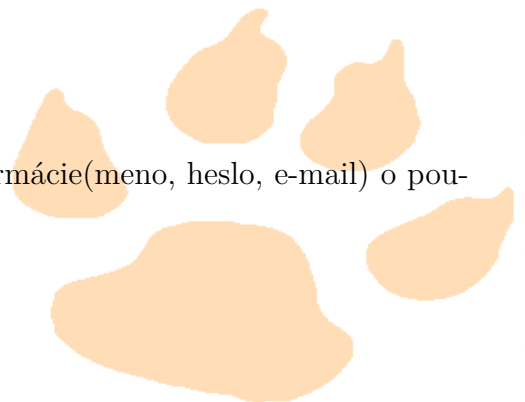 rmácie(meno, heslo, e-mail) o pou-